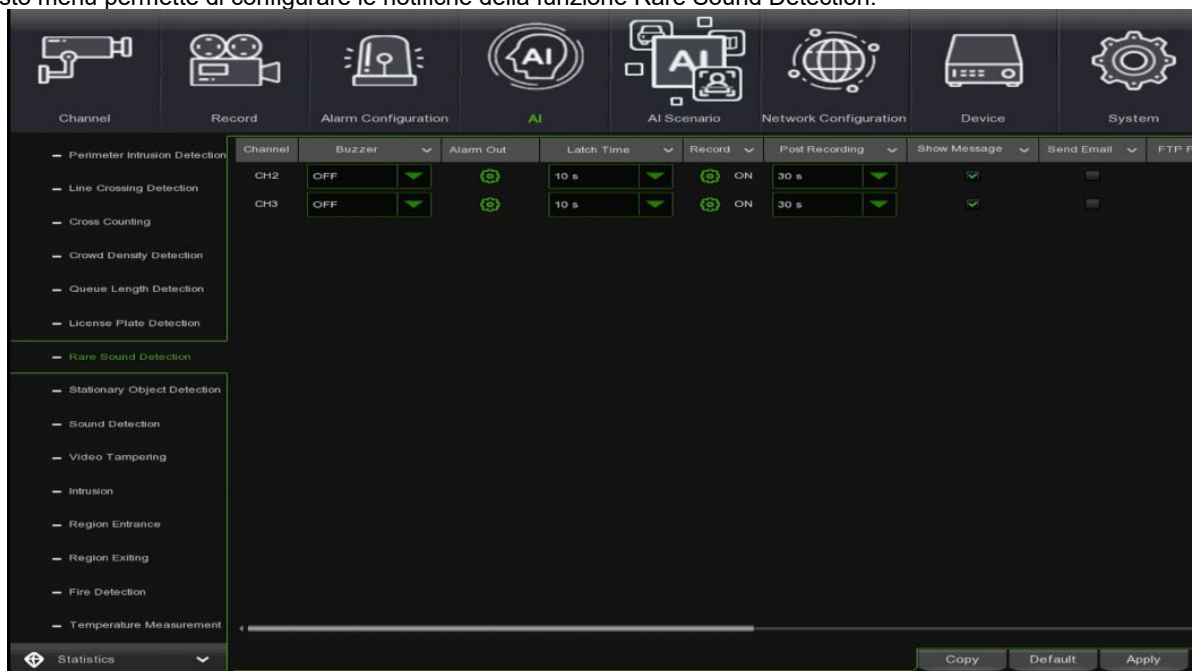 sto menu permette di configurare le notifiche della funzione Rare Sound Detection.
AI
AI
Channel Record Alarm Configuration AI AI Scenario Network Configuration Device System
Perimeter Intrusion Detection
Channel Buzzer Alarm Out Latch Time Record Post Recording Show Message Send Email FTP
CH2 OFF 10 s ON 30 s
Line Crossing Detection
CH3 OFF 10 s ON 30 s
Cross Counting
Crowd Density Detection
Queue Length Detection
License Plate Detection
Rare Sound Detection
Stationary Object Detection
Sound Detection
Video Tampering
Intrusion
Region Entrance
Region Exiting
Fire Detection
Temperature Measurement
Statistics
Copy Default Apply